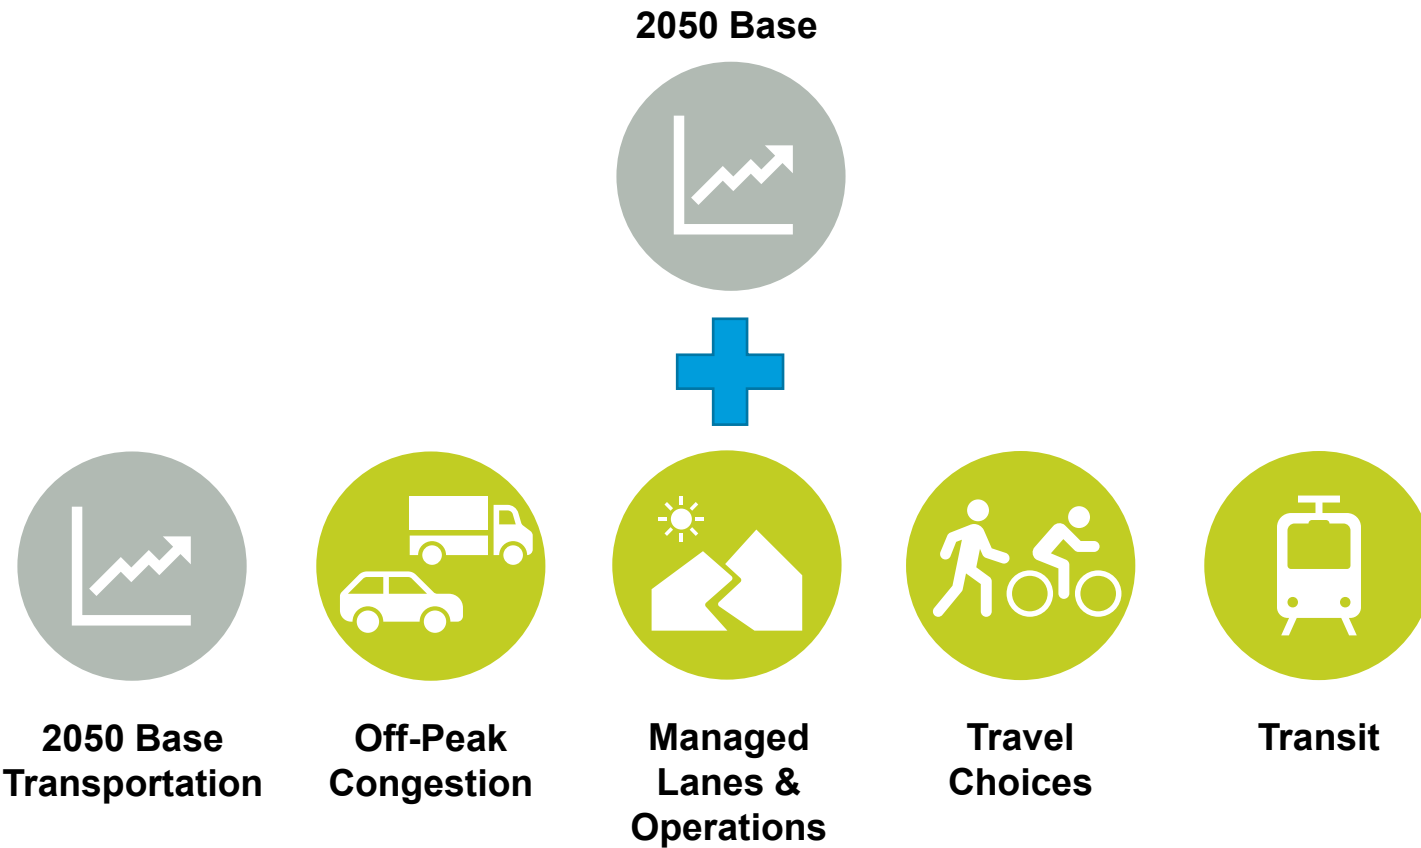 2050 Base
2050 Base
Transportation
Off-Peak
Congestion
Managed
Lanes &
Operations
Travel
Choices
Transit